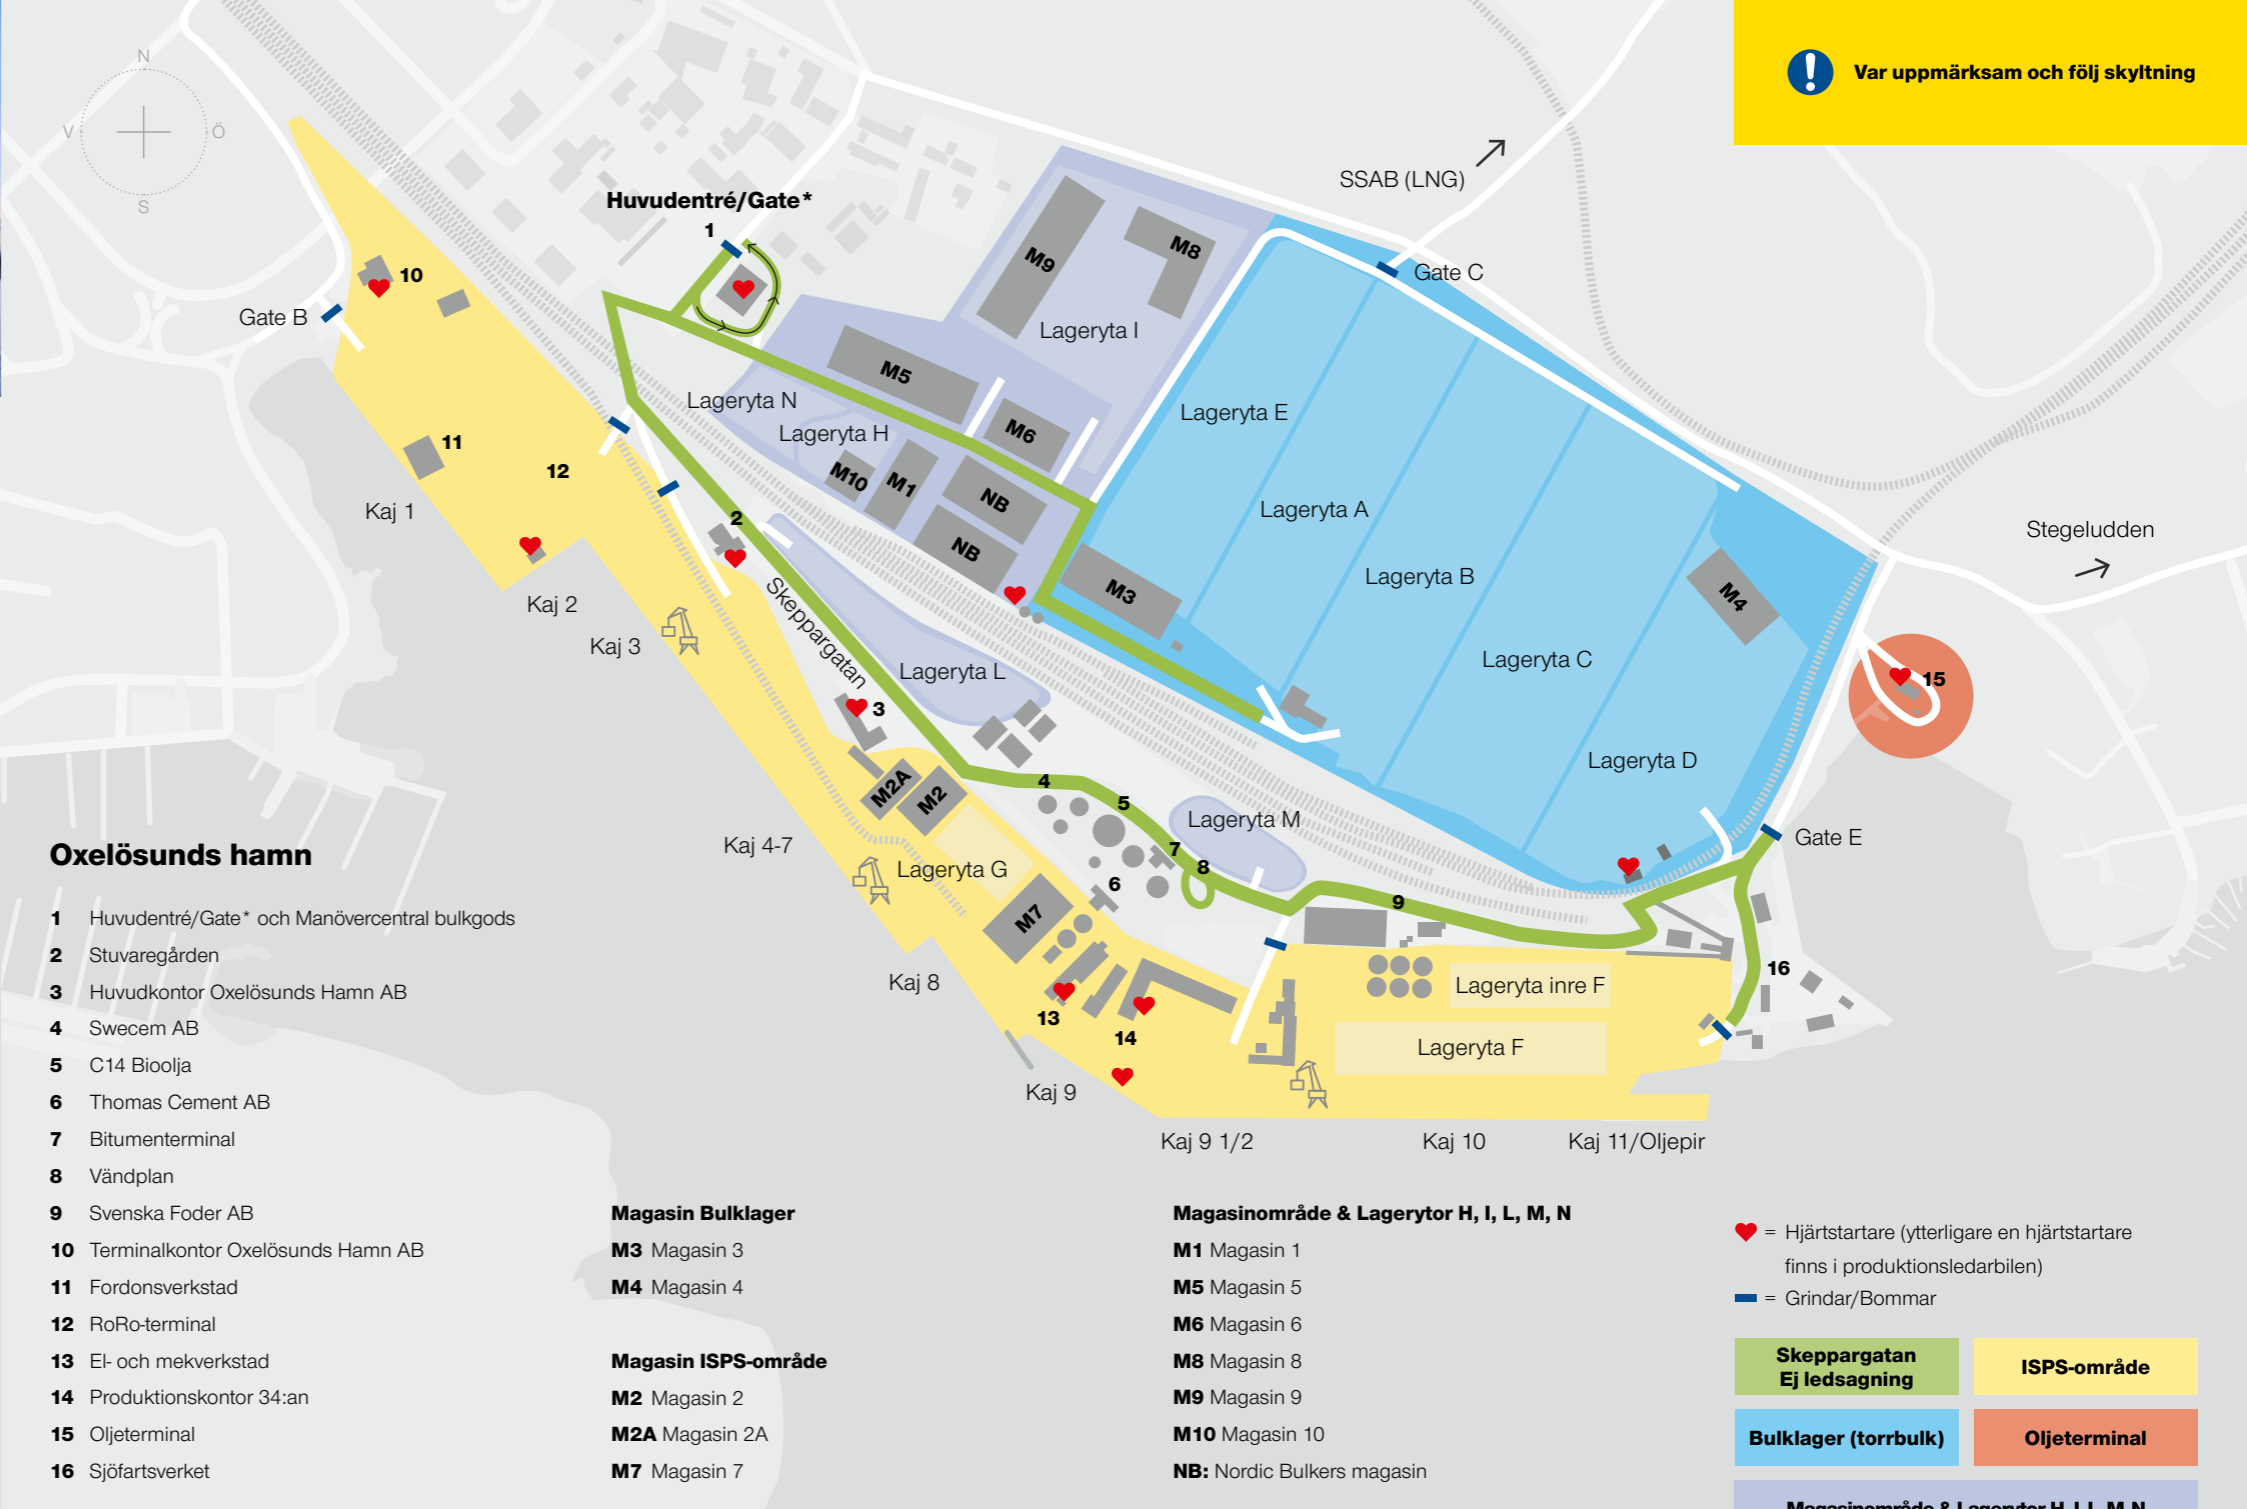 Var uppmärksam och följ skyltning
N
V
Ö
S
SSAB (LNG)
Huvudentré/Gate*
1
10
Gate B
M9
M8
Gate C
Lageryta I
M5
Lageryta N
Lageryta E
M6
Lageryta H
11
12
M10
M1
NB
Kaj 1
2
Lageryta A
Stegeludden
NB
Skeppargatan
Kaj 2
M3
Lageryta B
M4
Kaj 3
Lageryta L
Lageryta C
15
3
M2A
M2
4
5
Lageryta D
Lageryta M
Kaj 4-7
7
8
Gate E
Lageryta G
6
9
M7
16
Kaj 8
Lageryta inre F
13
14
Lageryta F
Kaj 9
Kaj 9 1/2
Kaj 10
Kaj 11/Oljepir
Oxelösunds hamn
1 Huvudentré/Gate* och Manövercentral bulkgods
2 Stuvaregården
3 Huvudkontor Oxelösunds Hamn AB
4 Swecem AB
5 C14 Bioolja
6 Thomas Cement AB
7 Bitumenterminal
8 Vändplan
9 Svenska Foder AB
10 Terminalkontor Oxelösunds Hamn AB
11 Fordonsverkstad
12 RoRo-terminal
13 El- och mekverkstad
14 Produktionskontor 34:an
15 Oljeterminal
16 Sjöfartsverket
Magasin Bulklager
M3 Magasin 3
M4 Magasin 4
Magasin ISPS-område
M2 Magasin 2
M2A Magasin 2A
M7 Magasin 7
Magasinområde & Lagerytor H, I, L, M, N
M1 Magasin 1
M5 Magasin 5
M6 Magasin 6
M8 Magasin 8
M9 Magasin 9
M10 Magasin 10
NB: Nordic Bulkers magasin
= Hjärtstartare (ytterligare en hjärtstartare
finns i produktionsledarbilen)
= Grindar/Bommar
Skeppargatan
Ej ledsagning
ISPS-område
Bulklager (torrbulk)
Oljeterminal
Magasinområde & Lagerytor H, I, L, M, N